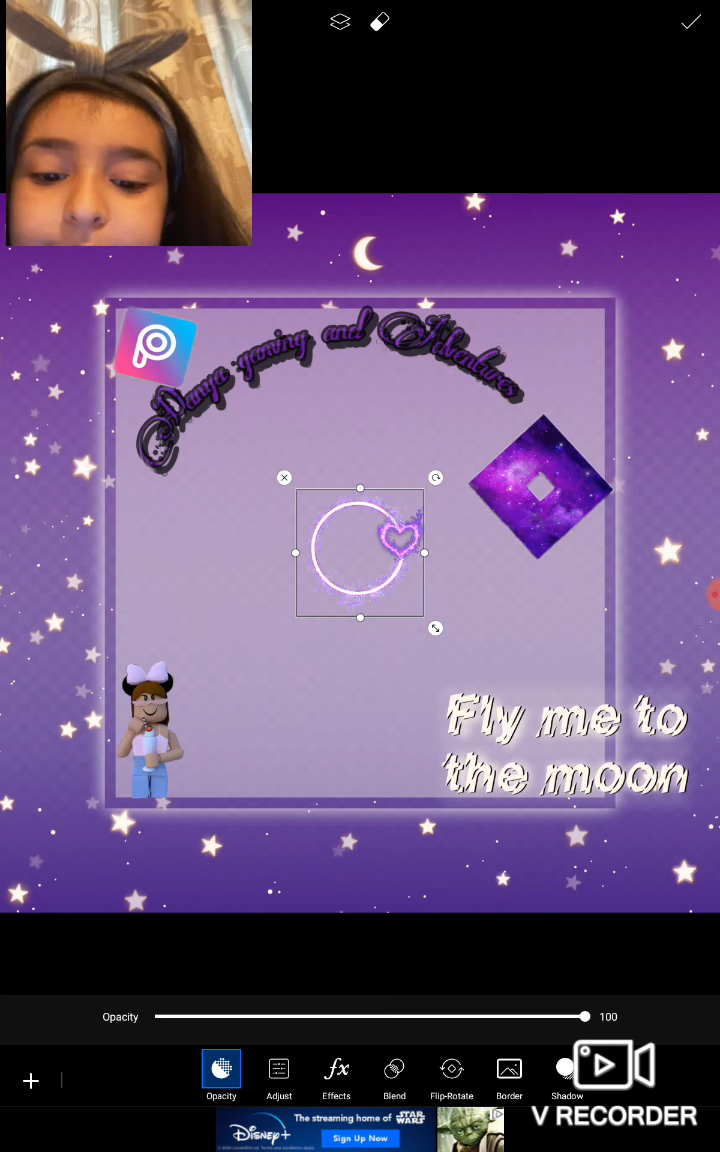 Danya gaming and Adventures
Fly me to
the moon
Opacity
100
Opacity
Adjust
fx
Effects
Blend
Flip-Rotate
Border
Shadow
V RECORDER
Disney+
The streaming home of STAR WARS
Sign Up Now